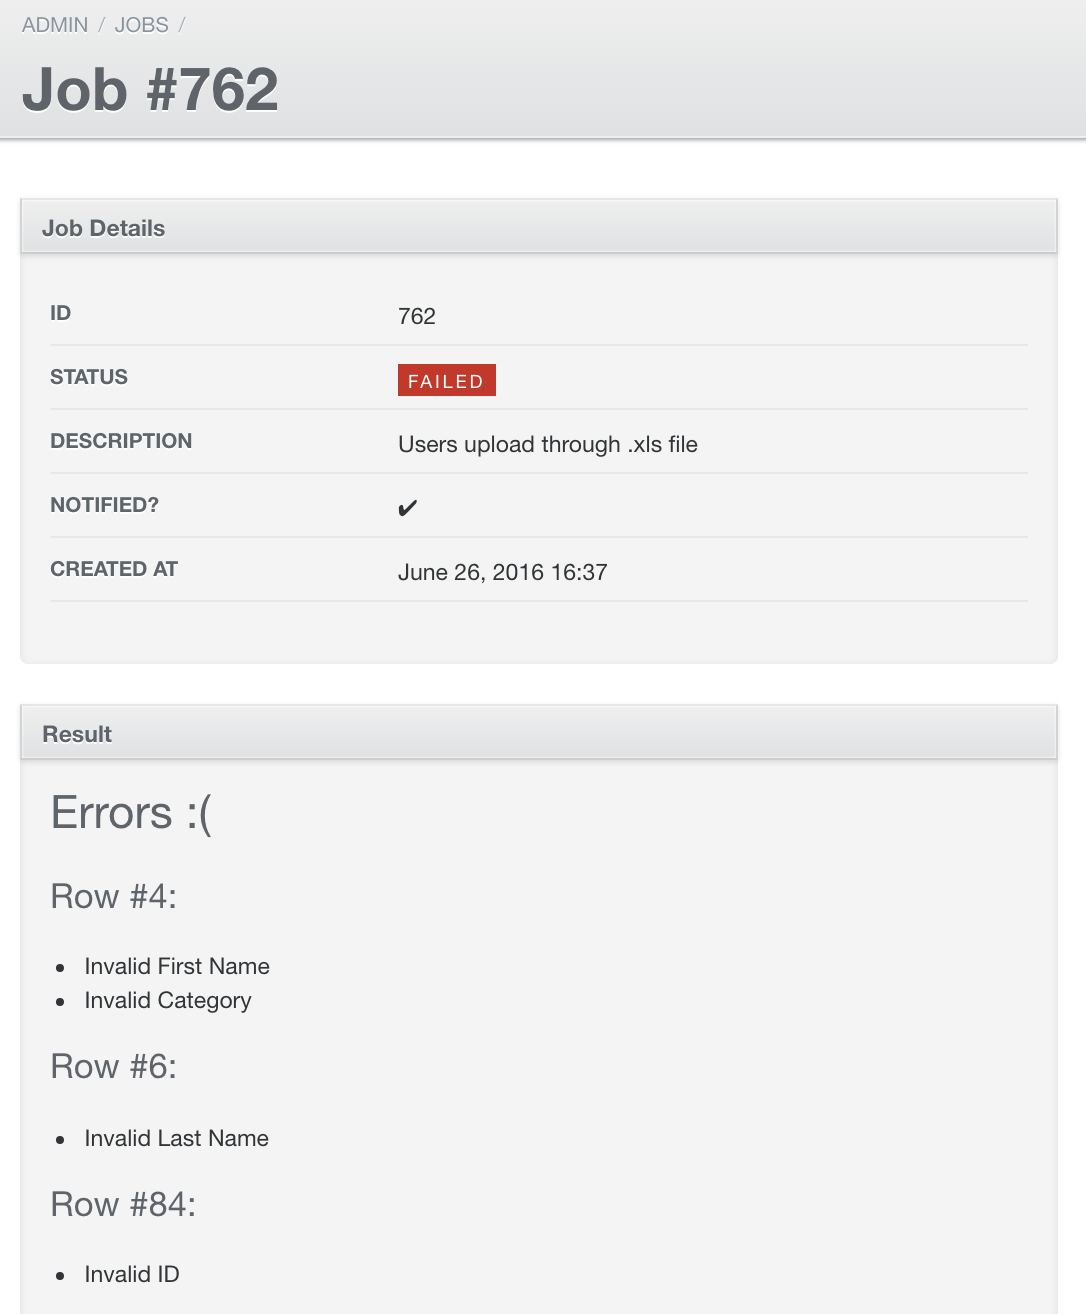 ADMIN / JOBS /
Job #762
Job Details
ID 762
STATUS FAILED
DESCRIPTION Users upload through .xls file
NOTIFIED? ✔
CREATED AT June 26, 2016 16:37
Result
Errors :(
Row #4:
• Invalid First Name
• Invalid Category
Row #6:
• Invalid Last Name
Row #84:
• Invalid ID